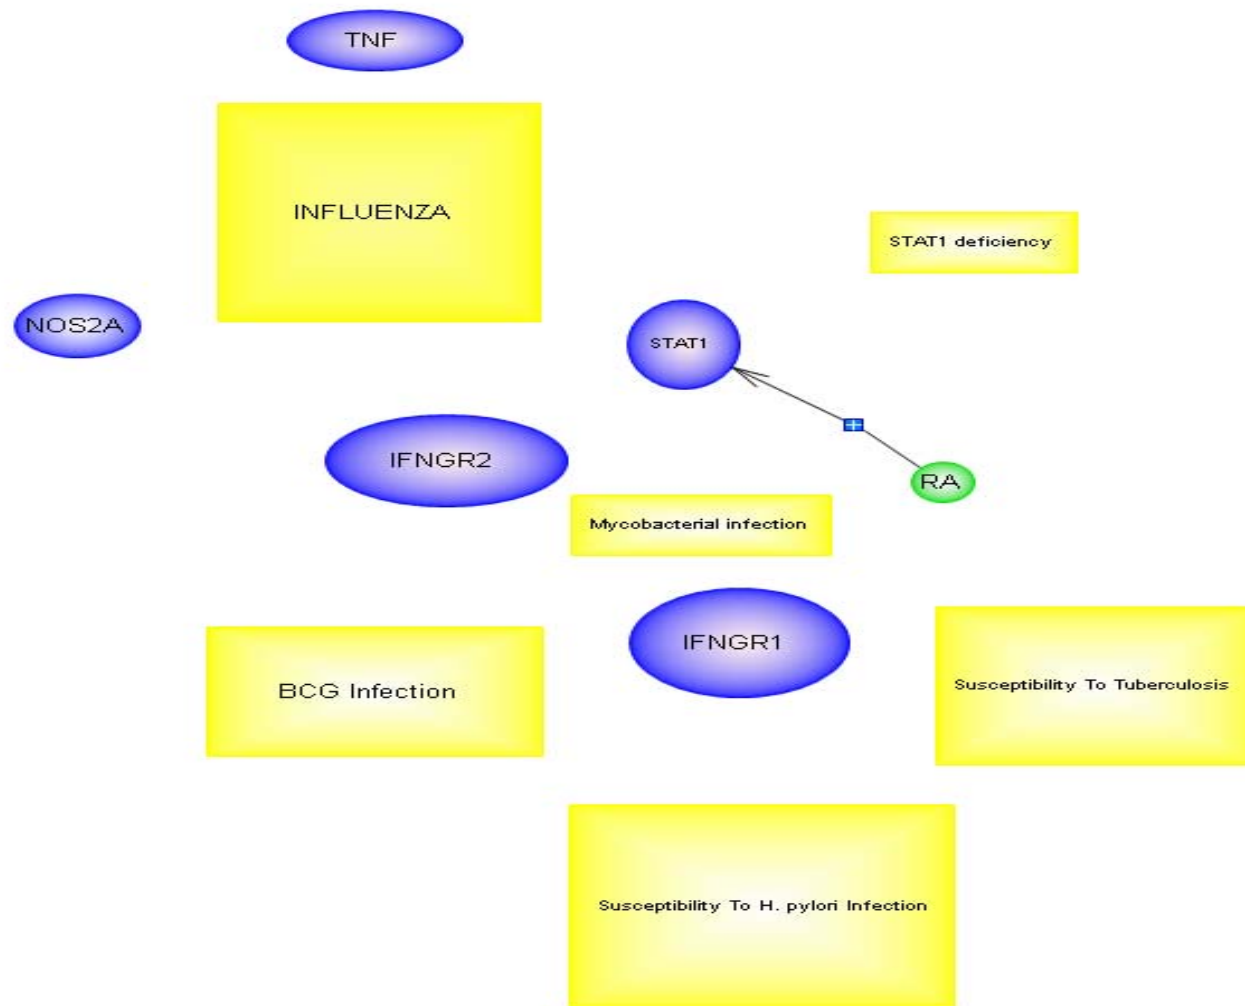 TNF
INFLUENZA
STAT1 deficiency
NOS2A
STAT1
IFNGR2
RA
Mycobacterial infection
IFNGR1
BCG Infection
Susceptibility To Tuberculosis
Susceptibility To H. pylori Infection